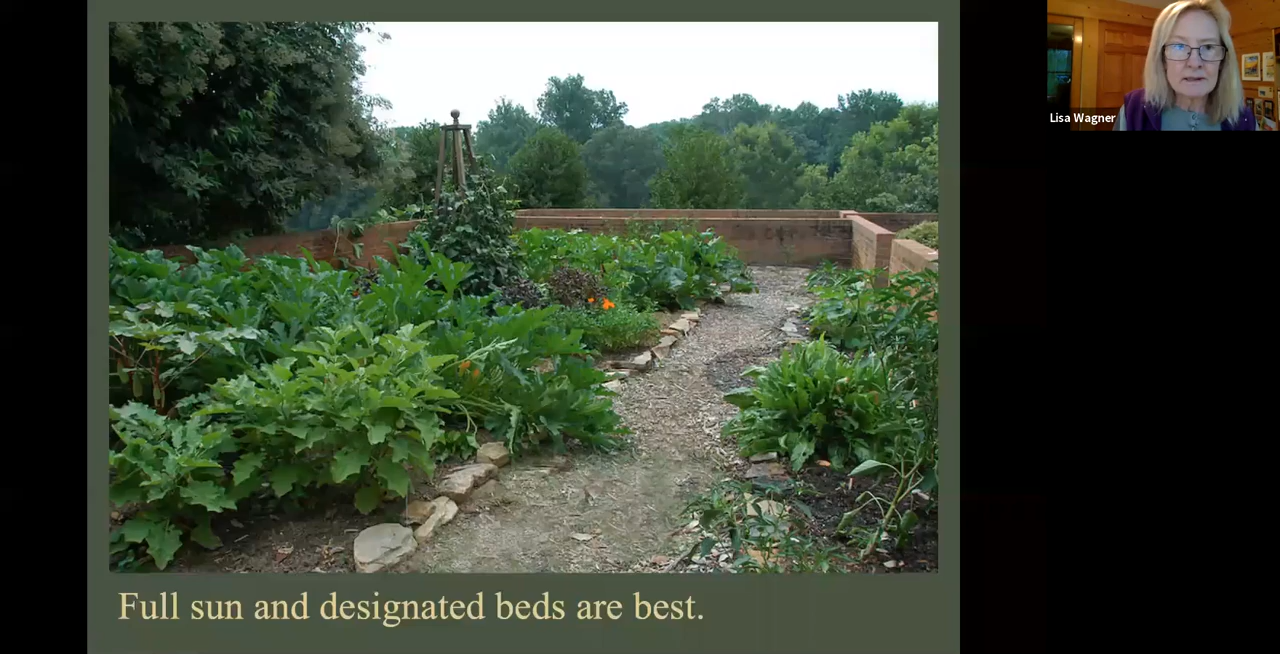 Lisa Wagner
Full sun and designated beds are best.